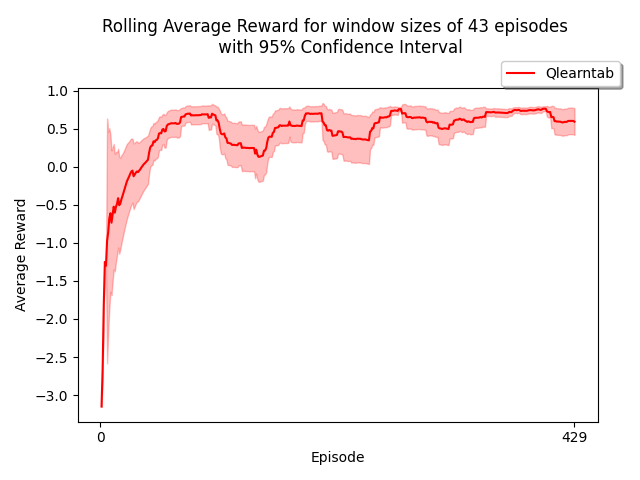 Rolling Average Reward for window sizes of 43 episodes
with 95% Confidence Interval
Qlearntab
1.0
0.5
0.0
−0.5
−1.0
−1.5
−2.0
−2.5
−3.0
Average Reward
0
429
Episode